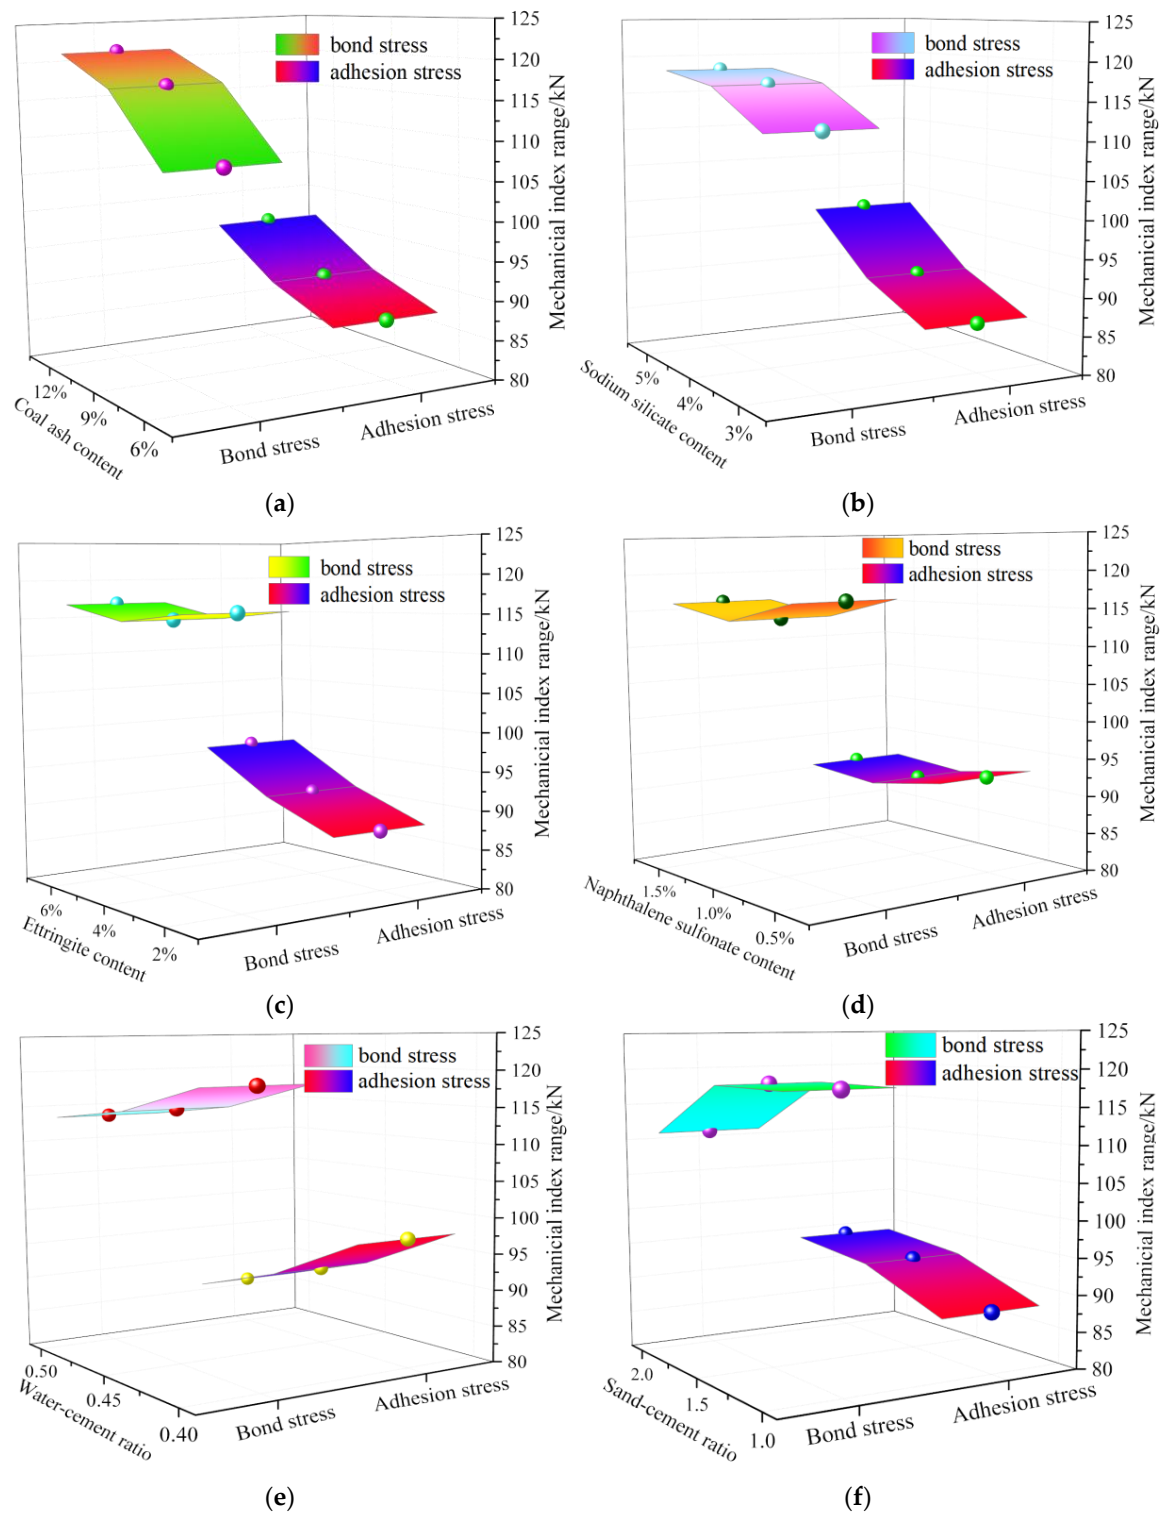 bond stress
adhesion stress
125
120
115
110
105
100
95
90
85
80
Mechanicial index range/kN
12%
9%
6%
Coal ash content
Bond stress
Adhesion stress
(a)
bond stress
adhesion stress
125
120
115
110
105
100
95
90
85
80
Mechanicial index range/kN
5%
4%
3%
Sodium silicate content
Bond stress
Adhesion stress
(b)
bond stress
adhesion stress
125
120
115
110
105
100
95
90
85
80
Mechanicial index range/kN
6%
4%
2%
Ettringite content
Bond stress
Adhesion stress
(c)
bond stress
adhesion stress
125
120
115
110
105
100
95
90
85
80
Mechanicial index range/kN
1.5%
1.0%
0.5%
Naphthalene sulfonate content
Bond stress
Adhesion stress
(d)
bond stress
adhesion stress
125
120
115
110
105
100
95
90
85
80
Mechanicial index range/kN
0.50
0.45
0.40
Water-cement ratio
Bond stress
Adhesion stress
(e)
bond stress
adhesion stress
125
120
115
110
105
100
95
90
85
80
Mechanicial index range/kN
2.0
1.5
1.0
Sand-cement ratio
Bond stress
Adhesion stress
(f)